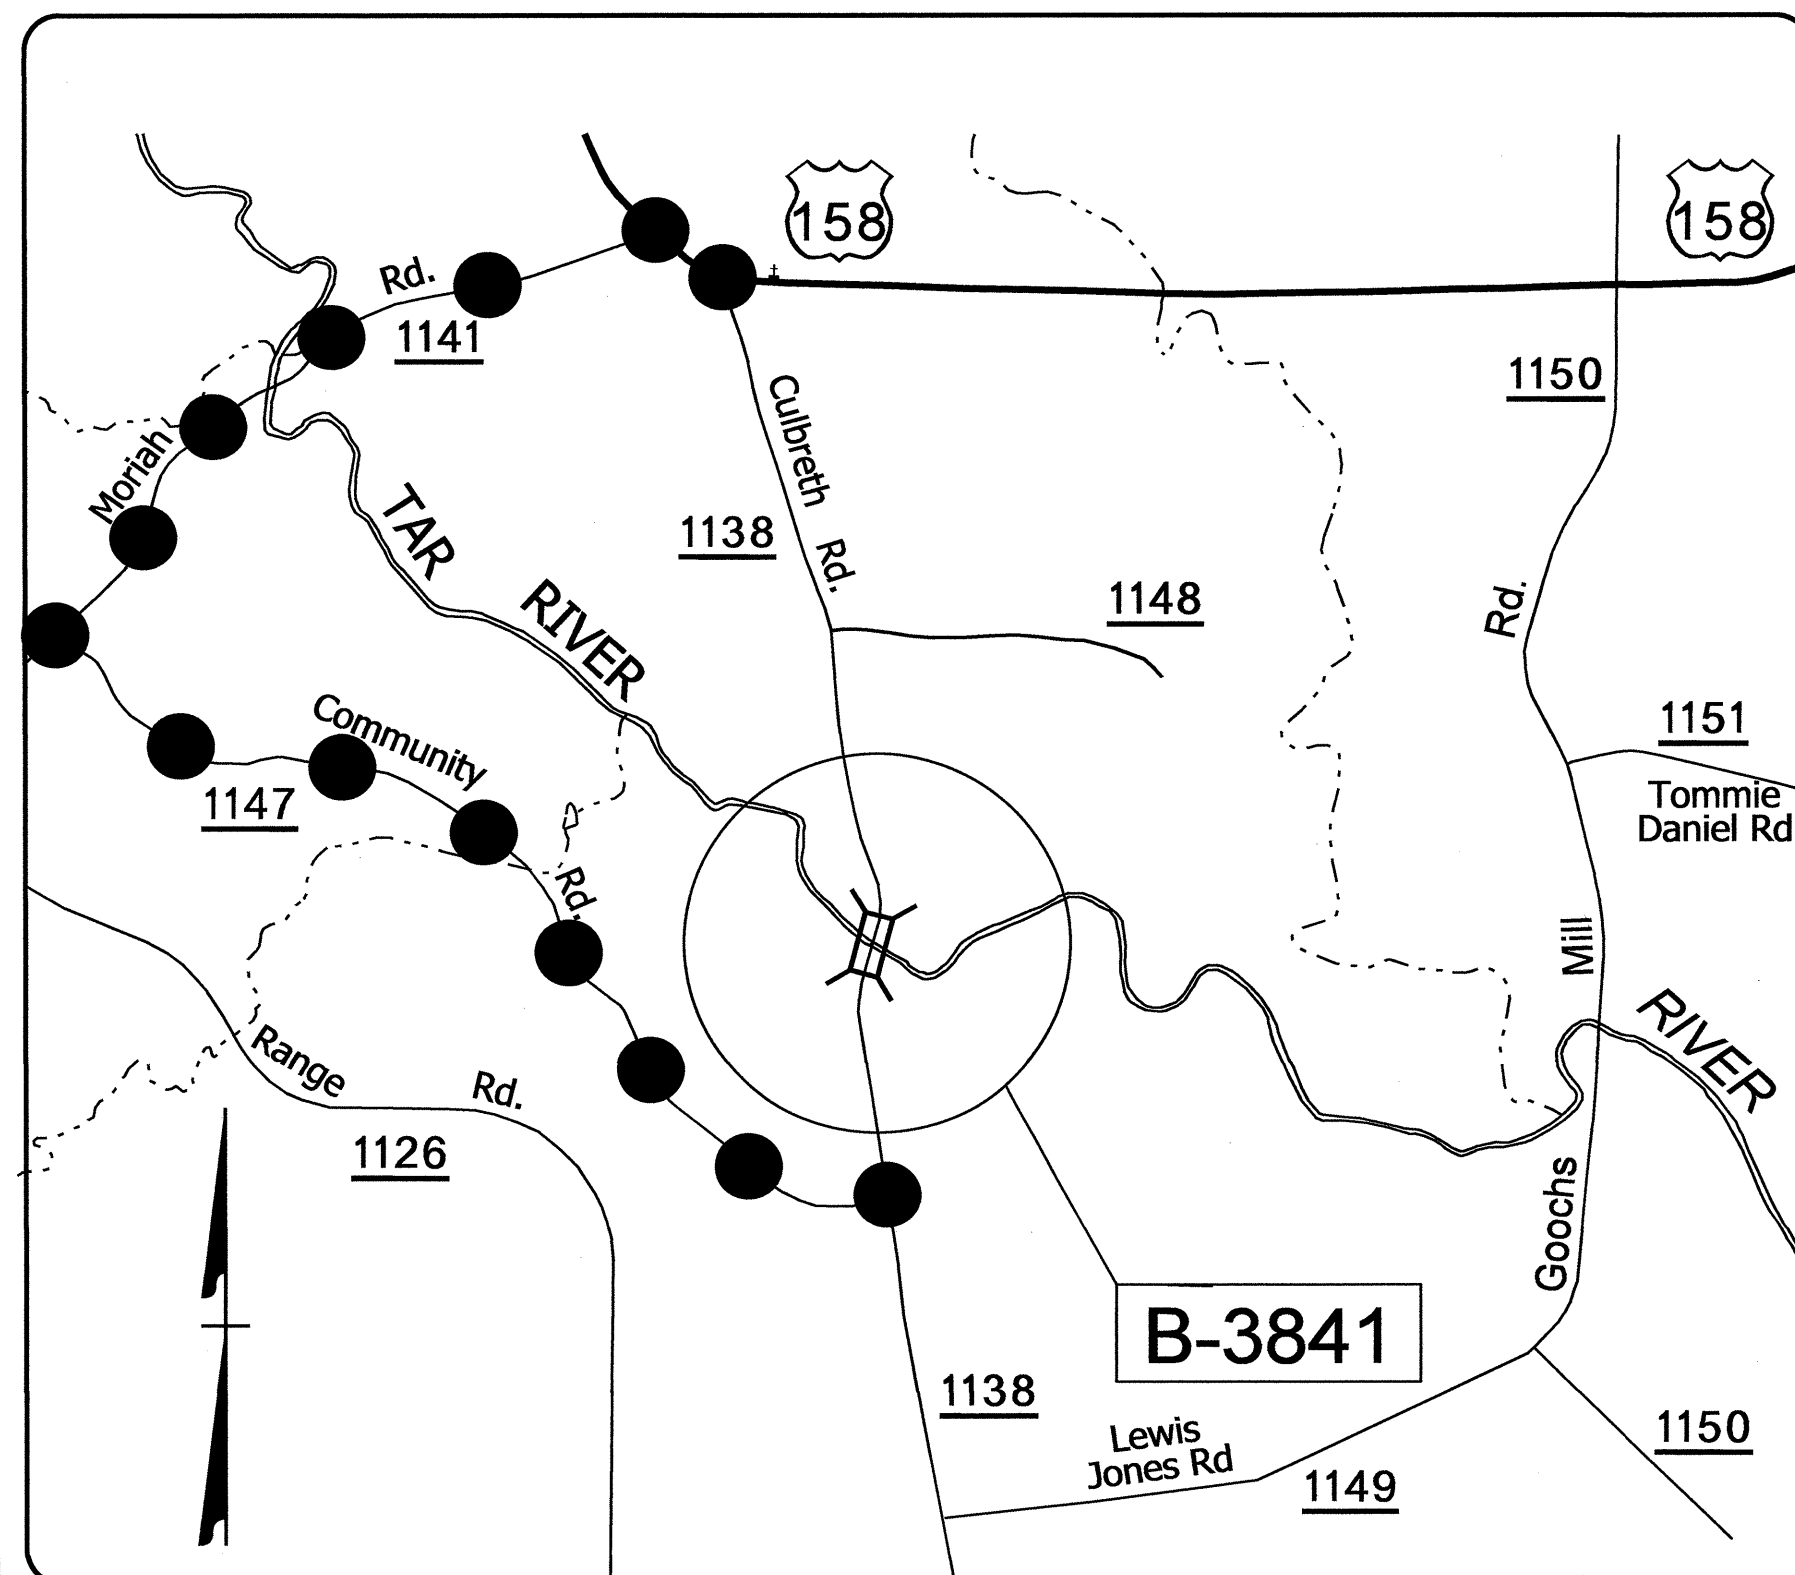 158
158
Rd.
1141
1150
Culbreth
Moriah
TAR
1138
Rd.
RIVER
1148
Rd.
Community
1151
1147
Tommie
Daniel Rd
Rd.
Mill
RIVER
Range
Rd.
1126
Goochs
B-3841
1138
Lewis
Jones Rd
1149
1150